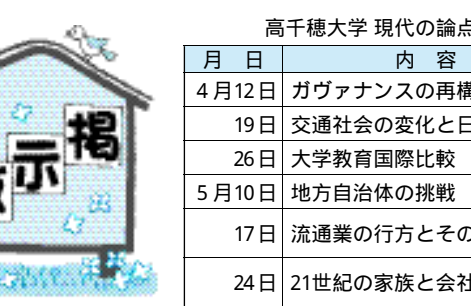 掲示
高千穂大学 現代の論点
月 日 内 容
4月12日 ガヴァナンスの再構
19日 交通社会の変化と日
26日 大学教育国際比較
5月10日 地方自治体の挑戦
17日 流通業の行方とその
24日 21世紀の家族と会社